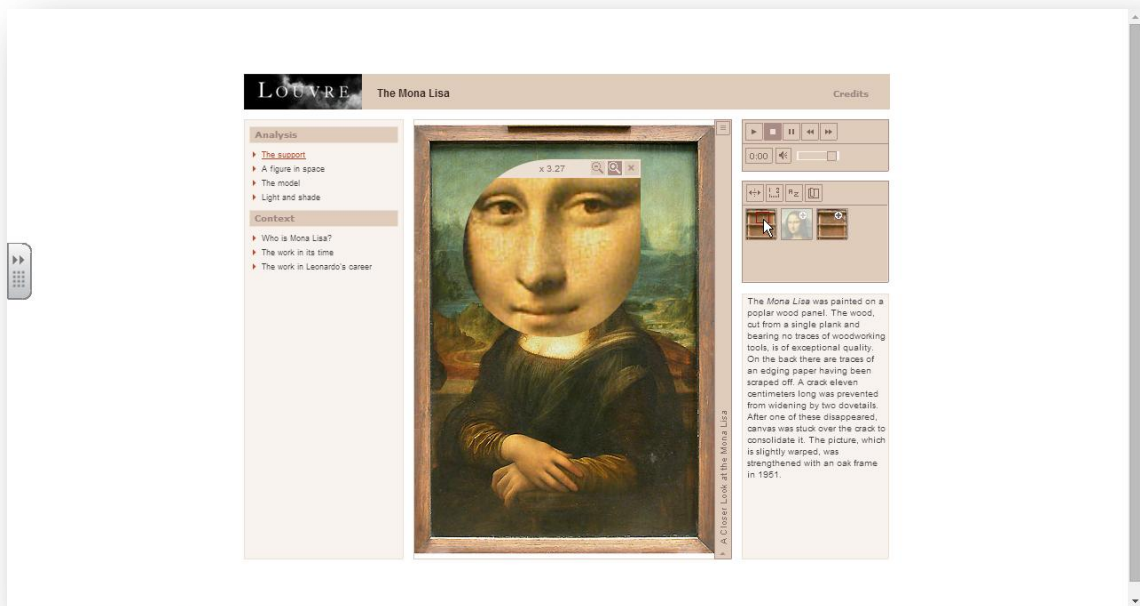 LOUVRE
The Mona Lisa
Credits
Analysis
The support
A figure in space
The model
Light and shade
Context
Who is Mona Lisa?
The work in its time
The work in Leonardo's career
x 3.27
A Closer Look at the Mona Lisa
0:00
The Mona Lisa was painted on a
poplar wood panel. The wood,
cut from a single plank and
bearing no traces of woodworking
tools, is of exceptional quality.
On the back there are traces of
an edging paper having been
scraped off. A crack eleven
centimeters long was prevented
from widening by two dovetails.
After one of these disappeared,
canvas was stuck over the crack to
consolidate it. The picture, which
is slightly warped, was
strengthened with an oak frame
in 1951.